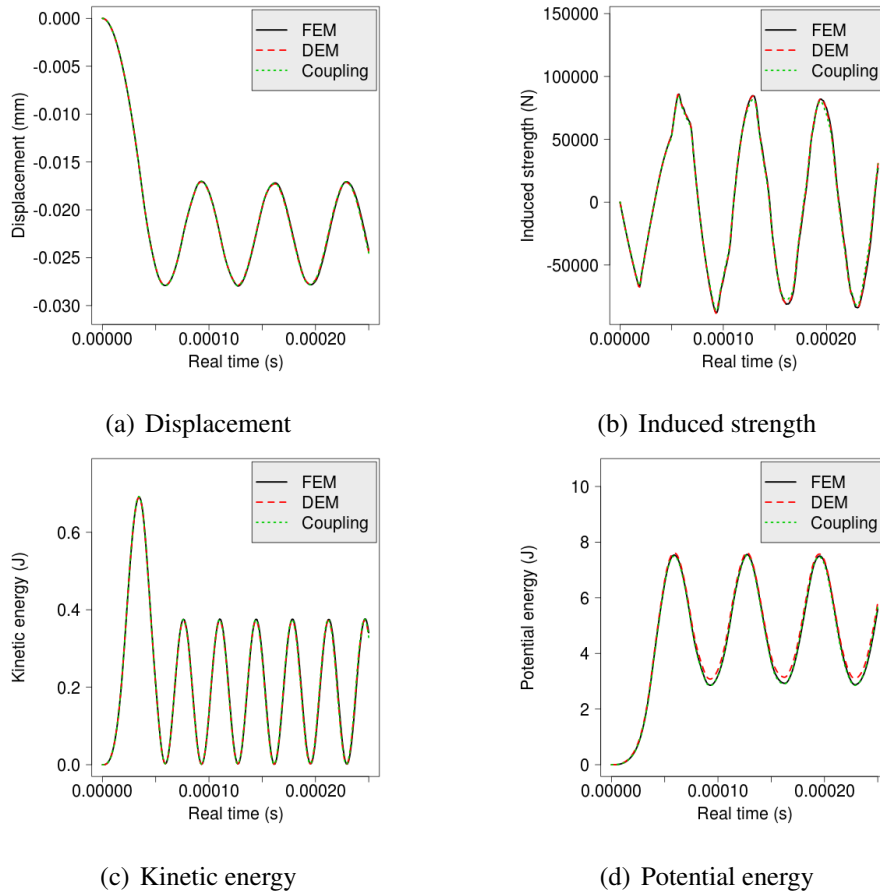 0.000
-0.005
-0.010
-0.015
-0.020
-0.025
-0.030
Displacement (mm)
FEM
DEM
Coupling
0.00000
0.00010
0.00020
Real time (s)
(a) Displacement
150000
100000
50000
0
-50000
Induced strength (N)
FEM
DEM
Coupling
0.00000
0.00010
0.00020
Real time (s)
(b) Induced strength
0.6
0.4
0.2
0.0
Kinetic energy (J)
FEM
DEM
Coupling
0.00000
0.00010
0.00020
Real time (s)
(c) Kinetic energy
10
8
6
4
2
0
Potential energy (J)
FEM
DEM
Coupling
0.00000
0.00010
0.00020
Real time (s)
(d) Potential energy